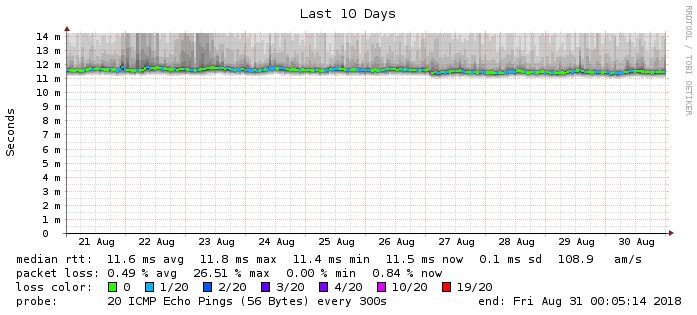 Last 10 Days
RRDTOOL / TOBI OETIKER
Seconds
14 m
13 m
12 m
11 m
10 m
9 m
8 m
7 m
6 m
5 m
4 m
3 m
2 m
1 m
0
21 Aug 22 Aug 23 Aug 24 Aug 25 Aug 26 Aug 27 Aug 28 Aug 29 Aug 30 Aug
median rtt: 11.6 ms avg 11.8 ms max 11.4 ms min 11.5 ms now 0.1 ms sd 108.9 am/s
packet loss: 0.49 % avg 26.51 % max 0.00 % min 0.84 % now
loss color: 0 1/20 2/20 3/20 4/20 10/20 19/20
probe: 20 ICMP Echo Pings (56 Bytes) every 300s end: Fri Aug 31 00:05:14 2018